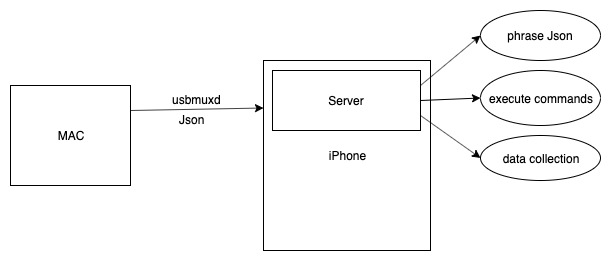 MAC
usbmuxd
Json
Server
iPhone
phrase Json
execute commands
data collection